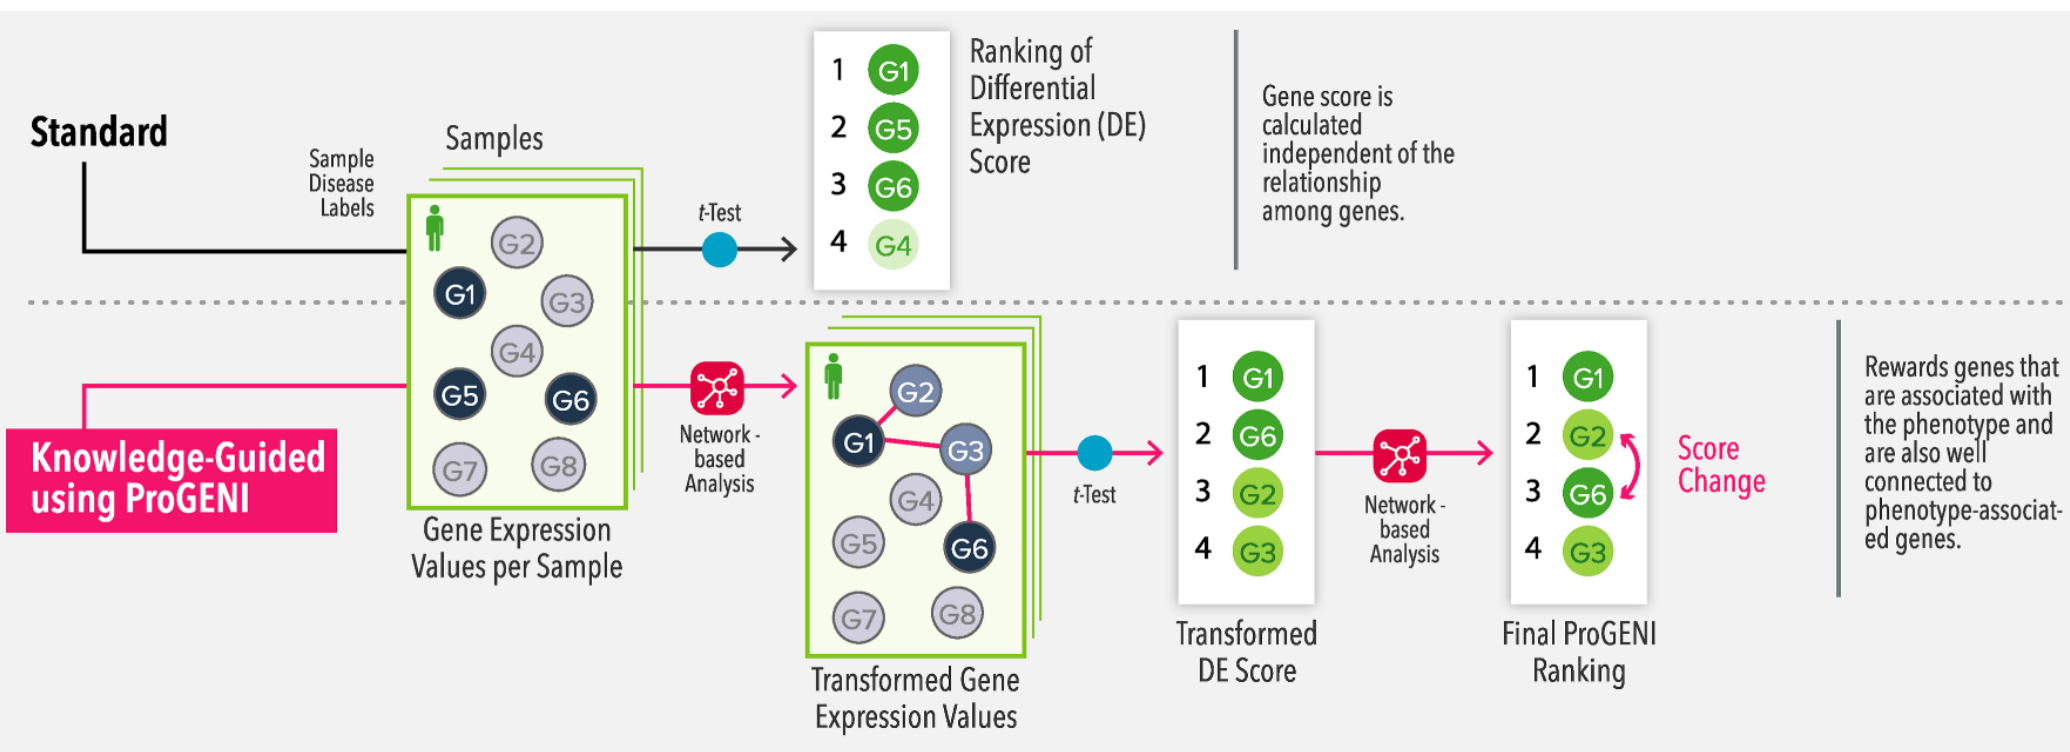 Standard
Sample
Disease
Labels
Samples
G2
G1
G3
G4
G5
G6
G7
G8
Gene Expression
Values per Sample
t-Test
1 G1
2 G5
3 G6
4 G4
Ranking of
Differential
Expression (DE)
Score
Gene score is
calculated
independent of the
relationship
among genes.
Knowledge-Guided
using ProGENI
Network -
based
Analysis
G2
G1
G3
G4
G5
G6
G7
G8
Transformed Gene
Expression Values
t-Test
1 G1
2 G6
3 G2
4 G3
Transformed
DE Score
Network -
based
Analysis
1 G1
2 G2
3 G6
4 G3
Final ProGENI
Ranking
Score
Change
Rewards genes that
are associated with
the phenotype and
are also well
connected to
phenotype-associat-
ed genes.